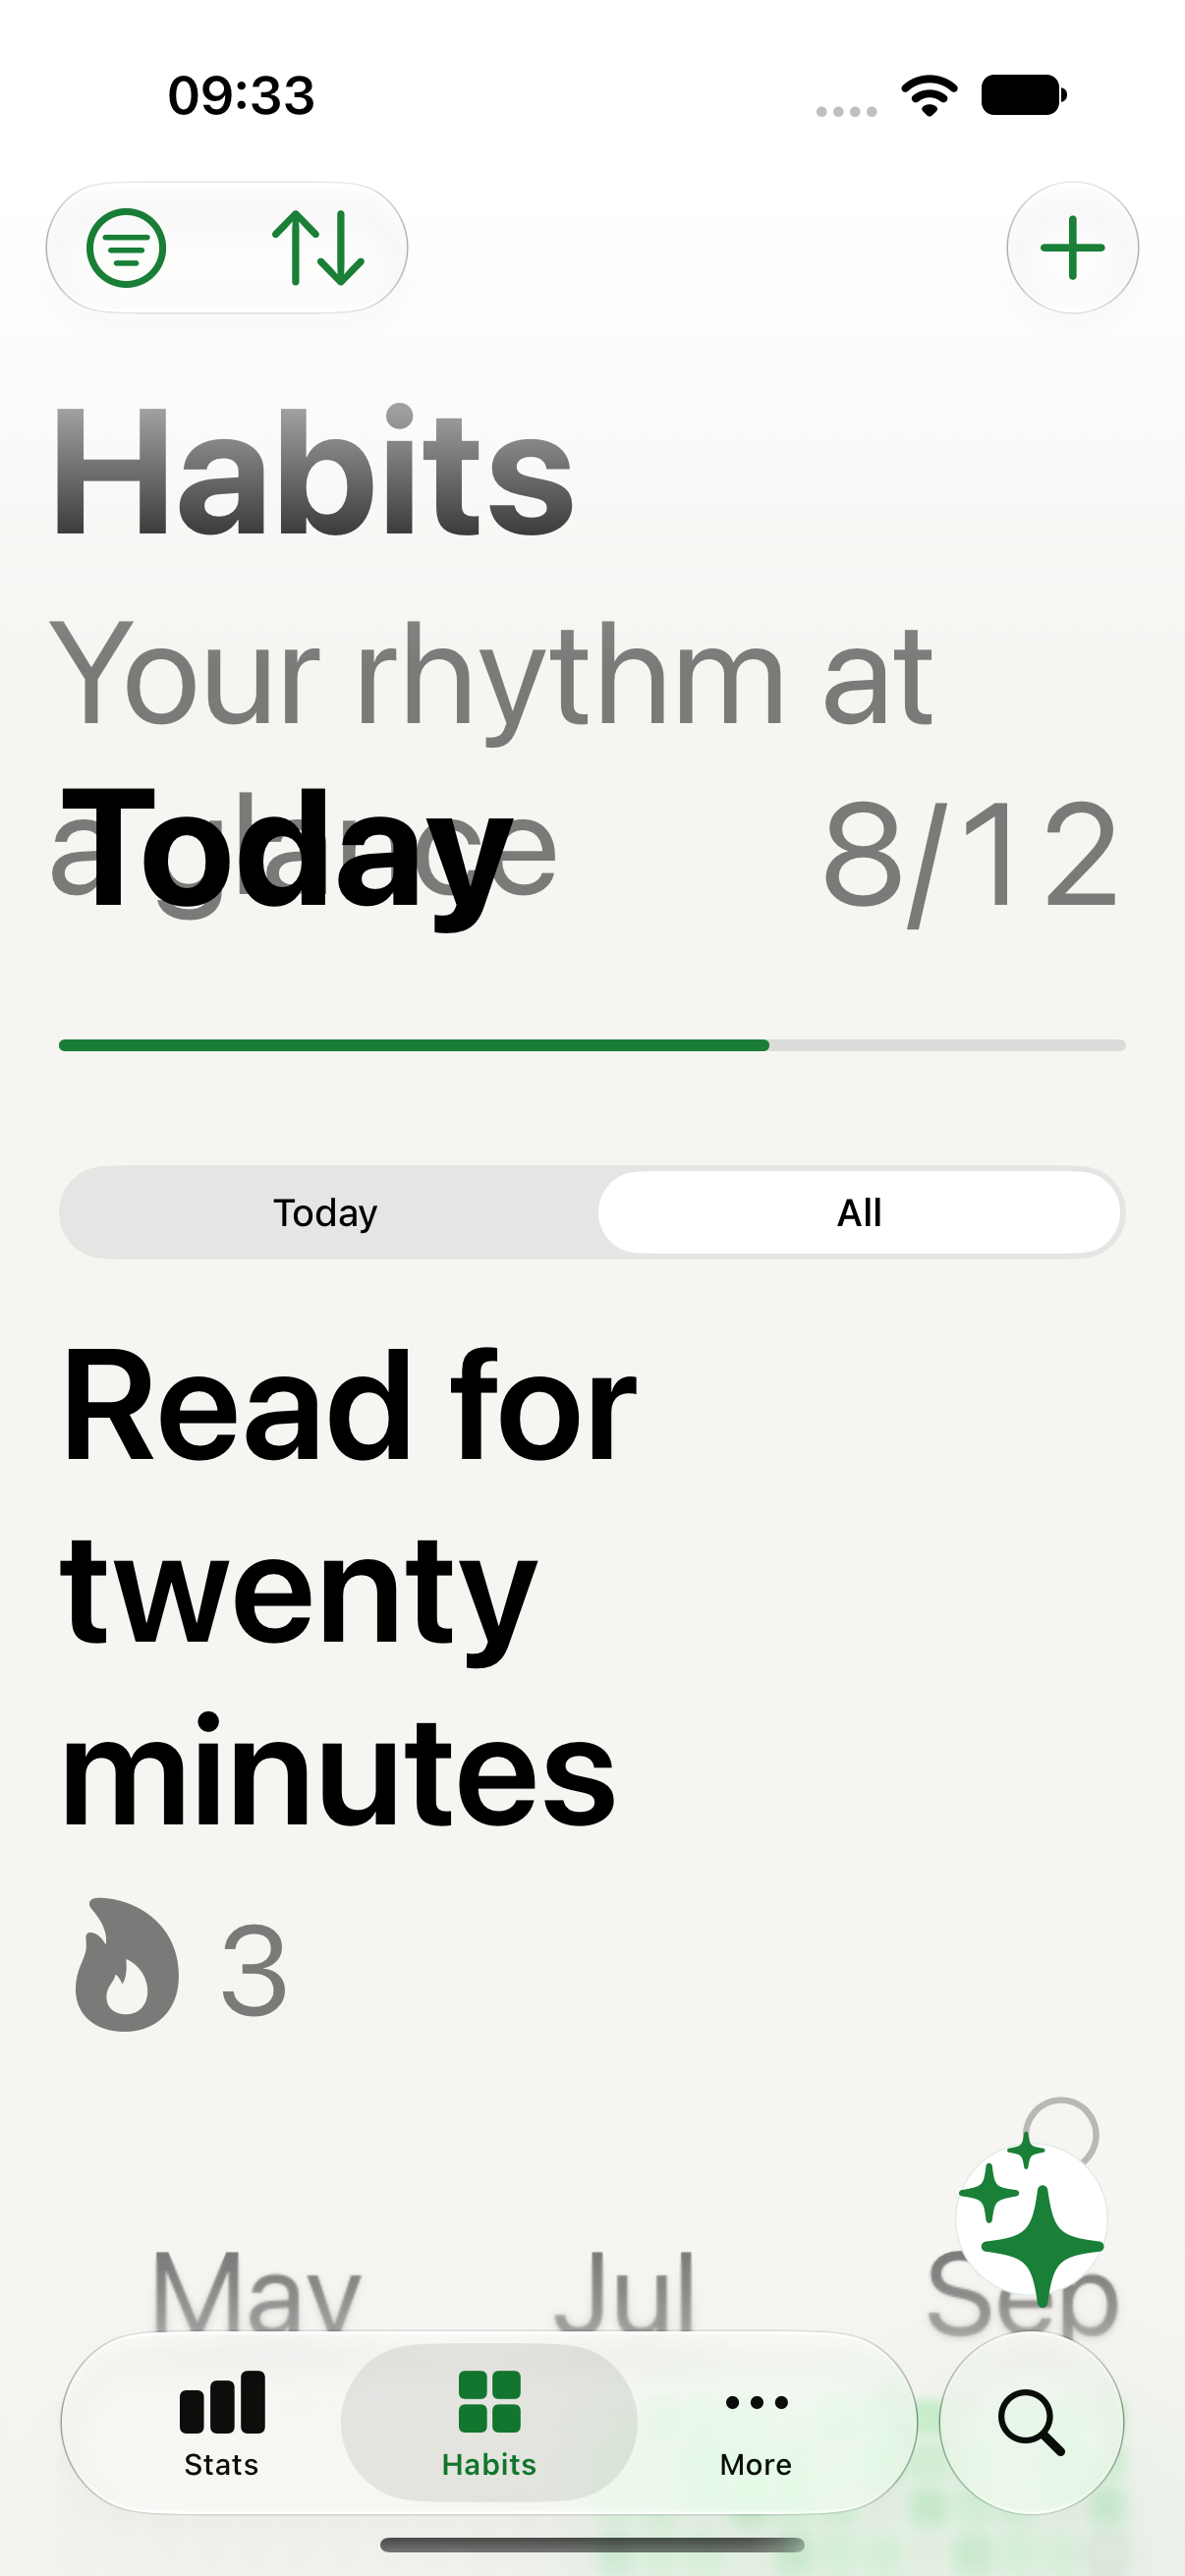 09:33
Habits
Your rhythm at
a glance
Today
8/12
Today
All
Read for
twenty
minutes
3
May
Jul
Sep
Stats
Habits
More